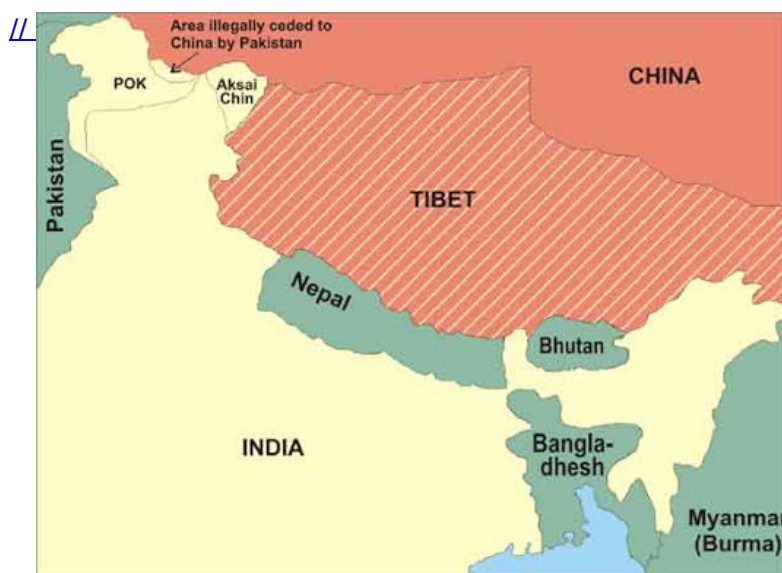 //
Area illegally ceded to
China by Pakistan
POK
Aksai
Chin
CHINA
Pakistan
TIBET
Nepal
Bhutan
INDIA
Bangla-
dhesh
Myanmar
(Burma)